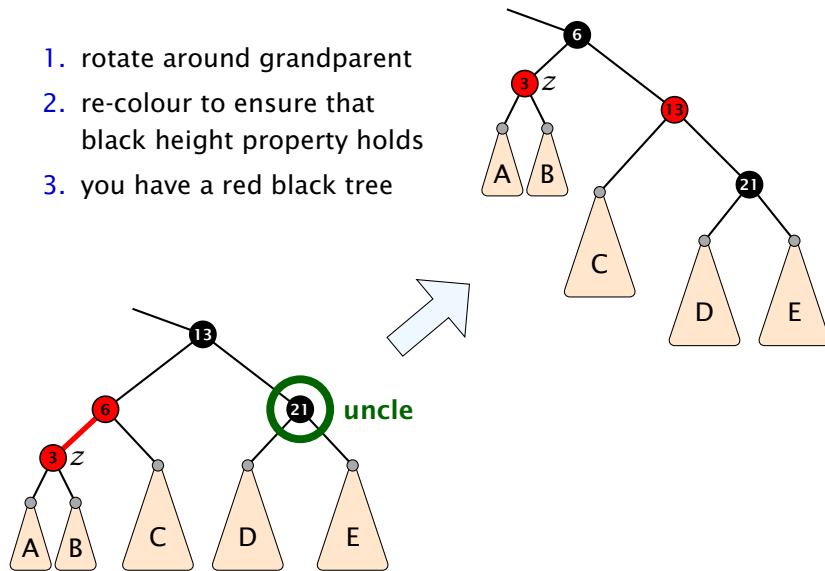 1. rotate around grandparent
2. re-colour to ensure that
black height property holds
3. you have a red black tree
6
3 z
13
A B
21
C
D E
13
6
21 uncle
3 z
A B C D E